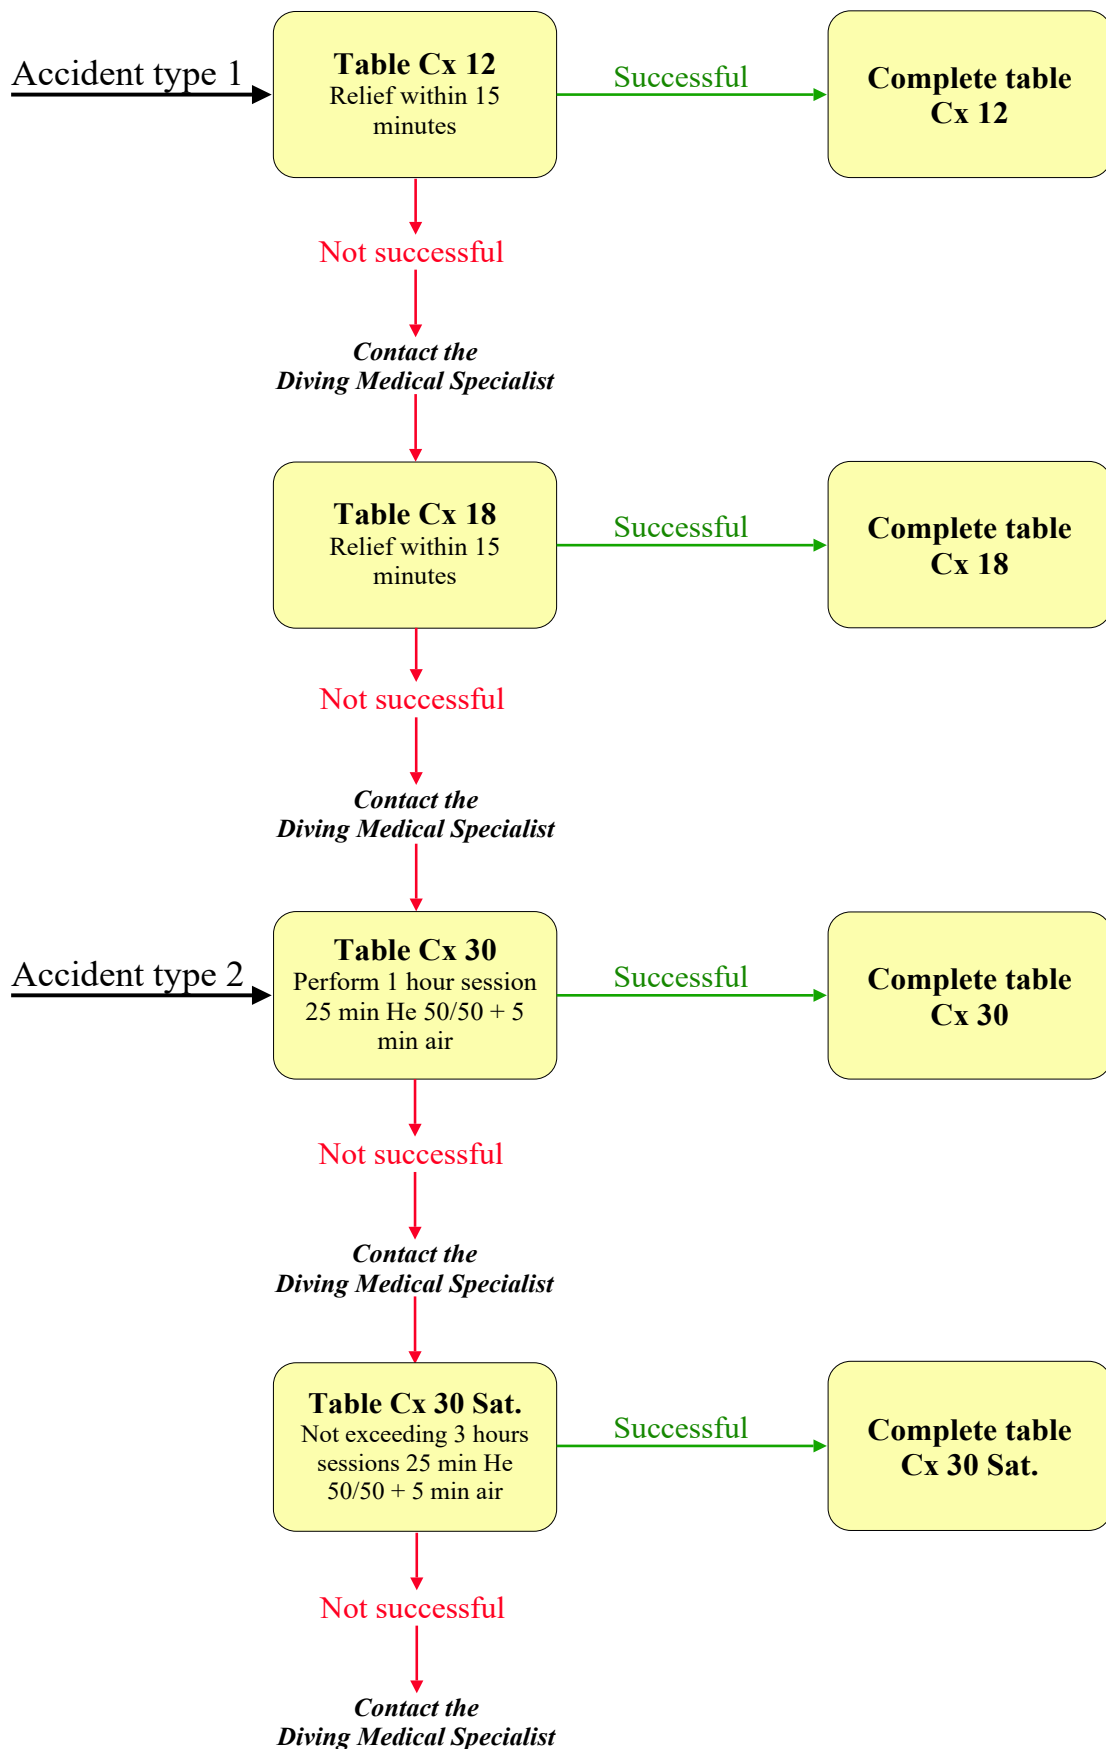 Accident type 1
Table Cx 12
Relief within 15
minutes
Successful
Complete table
Cx 12
Not successful
Contact the
Diving Medical Specialist
Table Cx 18
Relief within 15
minutes
Successful
Complete table
Cx 18
Not successful
Contact the
Diving Medical Specialist
Accident type 2
Table Cx 30
Perform 1 hour session
25 min He 50/50 + 5
min air
Successful
Complete table
Cx 30
Not successful
Contact the
Diving Medical Specialist
Table Cx 30 Sat.
Not exceeding 3 hours
sessions 25 min He
50/50 + 5 min air
Successful
Complete table
Cx 30 Sat.
Not successful
Contact the
Diving Medical Specialist